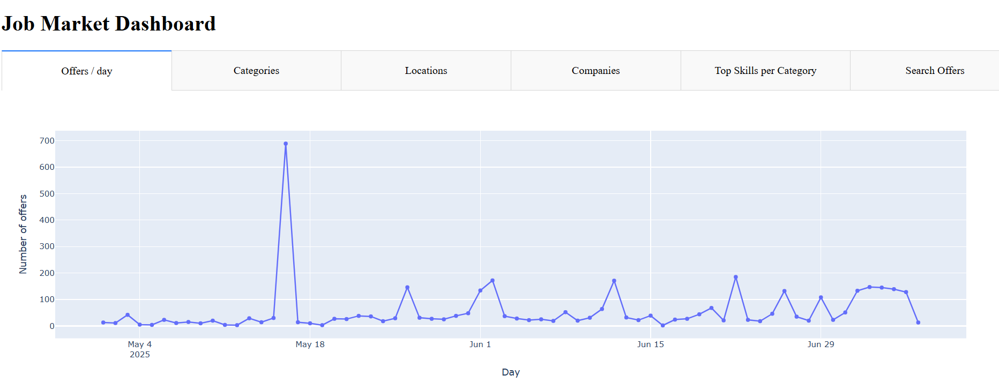 Job Market Dashboard
Offers / day
Categories
Locations
Companies
Top Skills per Category
Search Offers
700
600
500
400
300
200
100
0
Number of offers
May 4
2025
May 18
Jun 1
Jun 15
Jun 29
Day